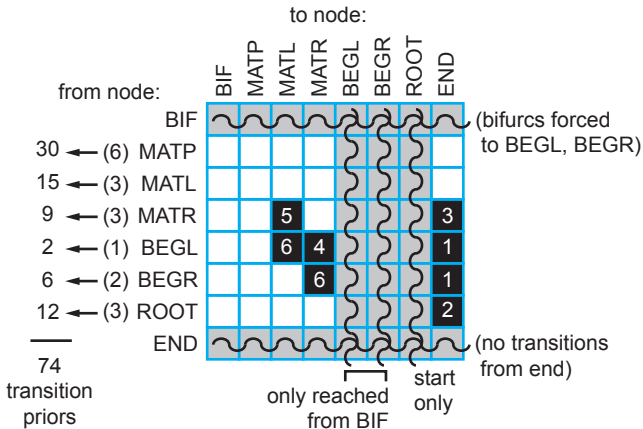 to node:
BIF MATP MATL MATR BEGL BEGR ROOT END
from node:
BIF (bifurcs forced
to BEGL, BEGR)
30 (6) MATP
15 (3) MATL
9 (3) MATR 5 3
2 (1) BEGL 6 4 1
6 (2) BEGR 6 1
12 (3) ROOT 2
END (no transitions
from end)
74
transition
priors
only reached
from BIF
start
only